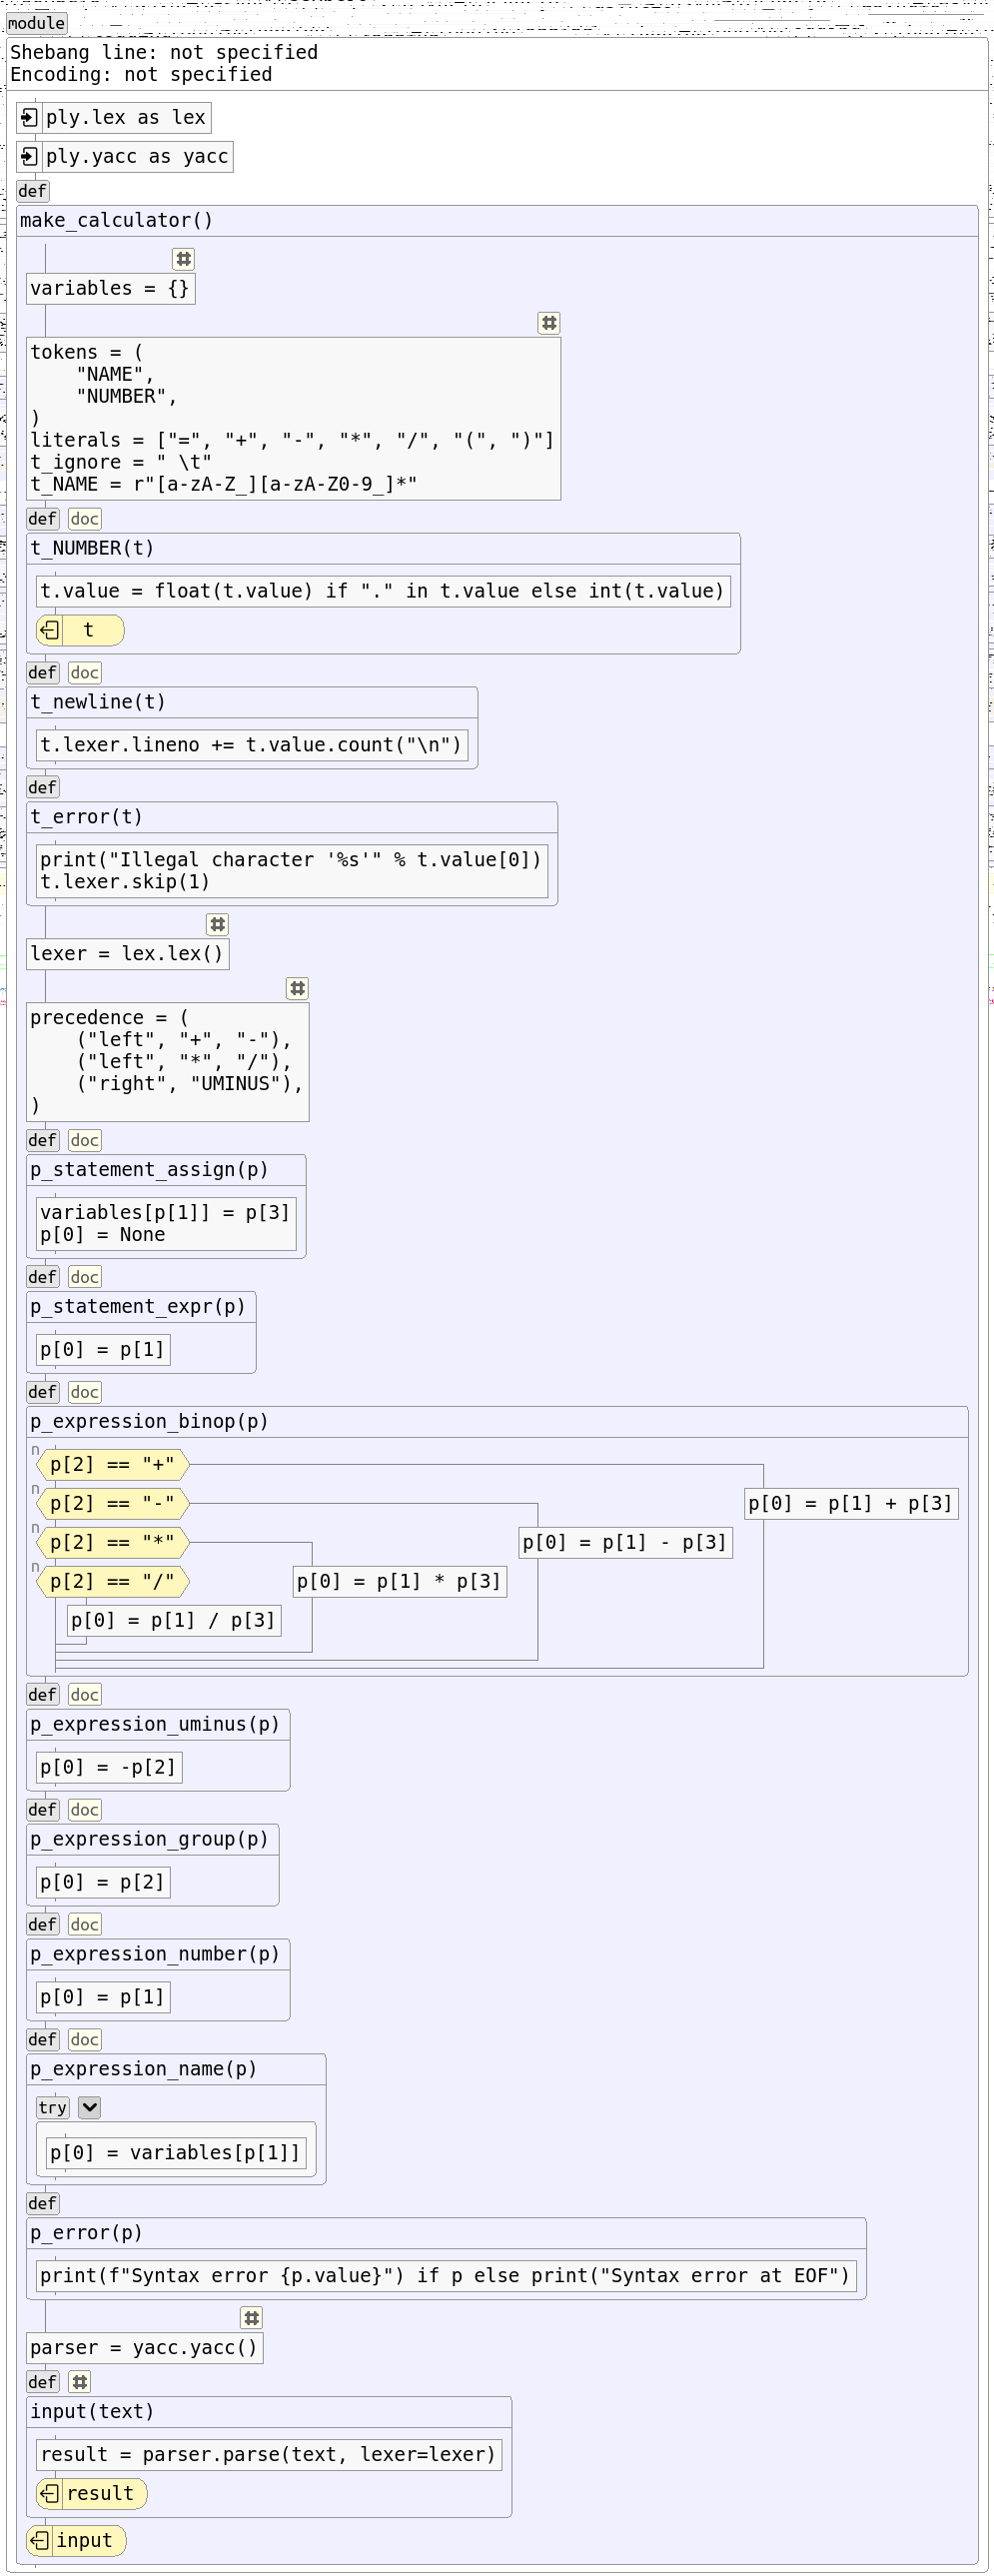 module
Shebang line: not specified
Encoding: not specified
ply.lex as lex
ply.yacc as yacc
def
make_calculator()
#
variables = {}
#
tokens = (
    "NAME",
    "NUMBER",
)
literals = ["=", "+", "-", "*", "/", "(", ")"]
t_ignore = " \t"
t_NAME = r"[a-zA-Z_][a-zA-Z0-9_]*"
def doc
t_NUMBER(t)
t.value = float(t.value) if "." in t.value else int(t.value)
t
def doc
t_newline(t)
t.lexer.lineno += t.value.count("\n")
def
t_error(t)
print("Illegal character '%s'" % t.value[0])
t.lexer.skip(1)
#
lexer = lex.lex()
#
precedence = (
    ("left", "+", "-"),
    ("left", "*", "/"),
    ("right", "UMINUS"),
)
def doc
p_statement_assign(p)
variables[p[1]] = p[3]
p[0] = None
def doc
p_statement_expr(p)
p[0] = p[1]
def doc
p_expression_binop(p)
n
p[2] == "+"
n
p[2] == "-" p[0] = p[1] + p[3]
n
p[2] == "*" p[0] = p[1] - p[3]
n
p[2] == "/" p[0] = p[1] * p[3]
p[0] = p[1] / p[3]
def doc
p_expression_uminus(p)
p[0] = -p[2]
def doc
p_expression_group(p)
p[0] = p[2]
def doc
p_expression_number(p)
p[0] = p[1]
def doc
p_expression_name(p)
try
p[0] = variables[p[1]]
def
p_error(p)
print(f"Syntax error {p.value}") if p else print("Syntax error at EOF")
#
parser = yacc.yacc()
def #
input(text)
result = parser.parse(text, lexer=lexer)
result
input